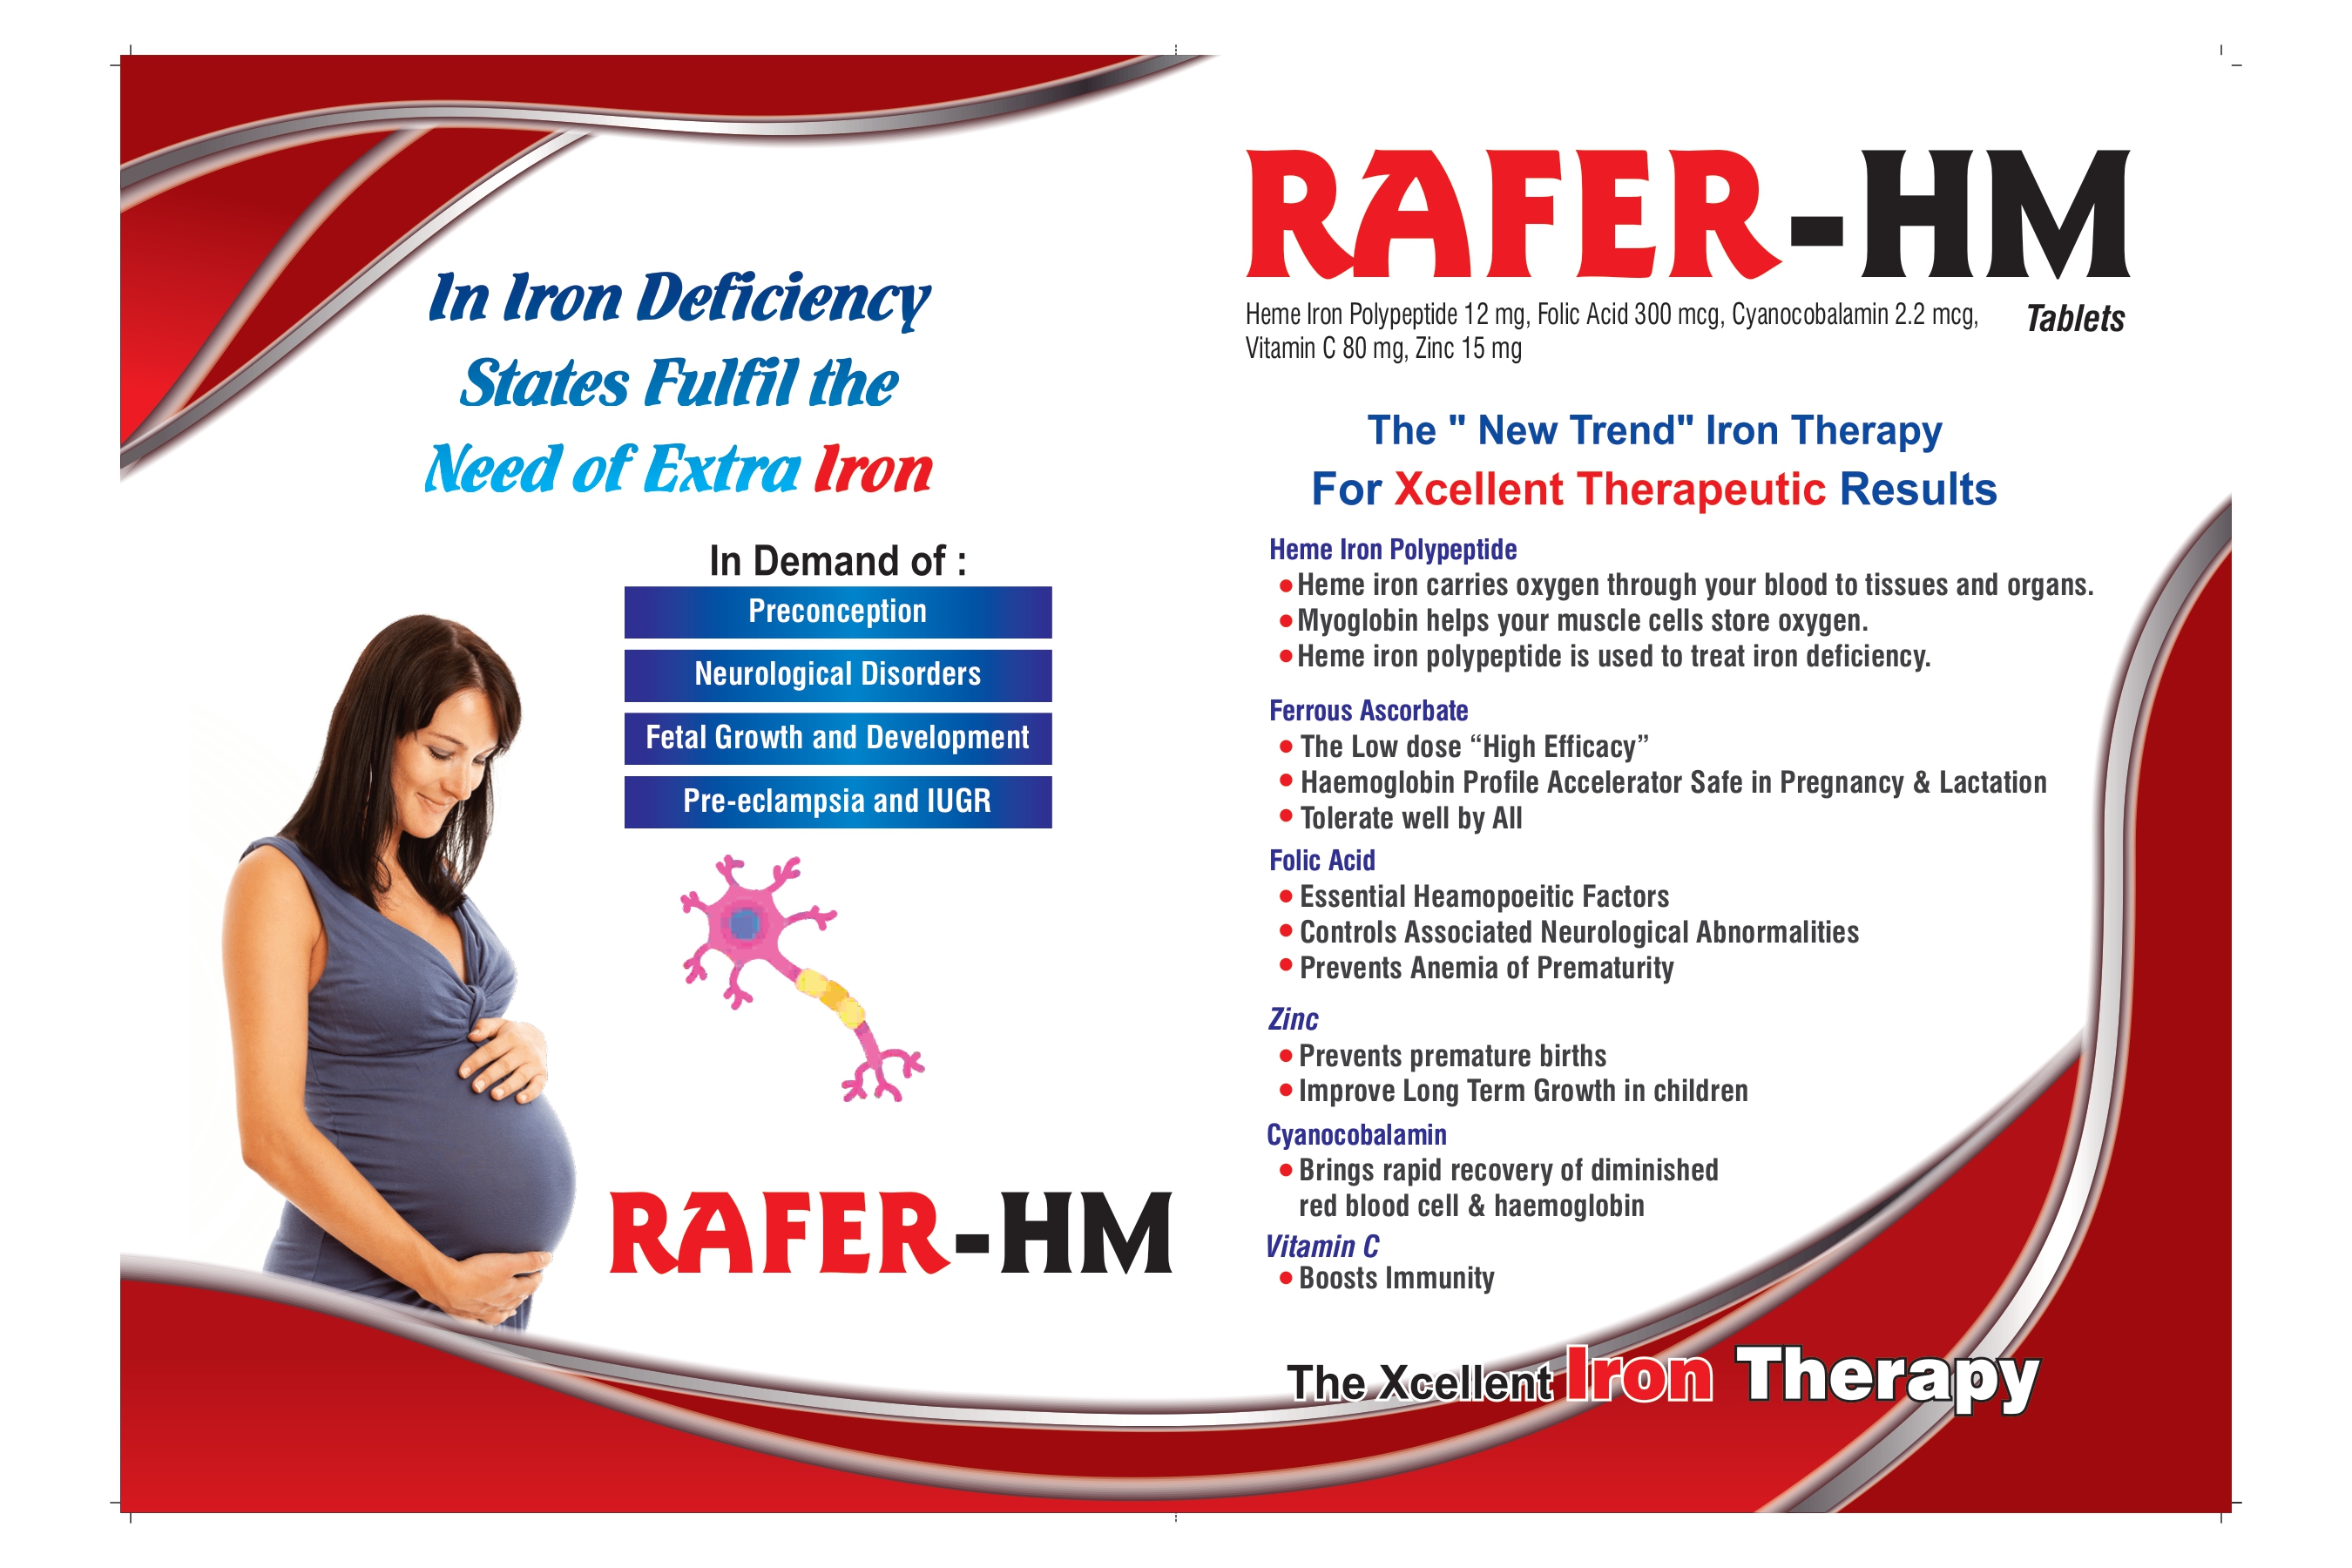 In Iron Deficiency
States Fulfil the
Need of Extra Iron
In Demand of :
Preconception
Neurological Disorders
Fetal Growth and Development
Pre-eclampsia and IUGR
RAFER-HM
RAFER-HM
Heme Iron Polypeptide 12 mg, Folic Acid 300 mcg, Cyanocobalamin 2.2 mcg,
Vitamin C 80 mg, Zinc 15 mg
Tablets
The " New Trend" Iron Therapy
For Xcellent Therapeutic Results
Heme Iron Polypeptide
• Heme iron carries oxygen through your blood to tissues and organs.
• Myoglobin helps your muscle cells store oxygen.
• Heme iron polypeptide is used to treat iron deficiency.
Ferrous Ascorbate
• The Low dose “High Efficacy”
• Haemoglobin Profile Accelerator Safe in Pregnancy & Lactation
• Tolerate well by All
Folic Acid
• Essential Heamopoeitic Factors
• Controls Associated Neurological Abnormalities
• Prevents Anemia of Prematurity
Zinc
• Prevents premature births
• Improve Long Term Growth in children
Cyanocobalamin
• Brings rapid recovery of diminished
red blood cell & haemoglobin
Vitamin C
• Boosts Immunity
The Xcellent Iron Therapy